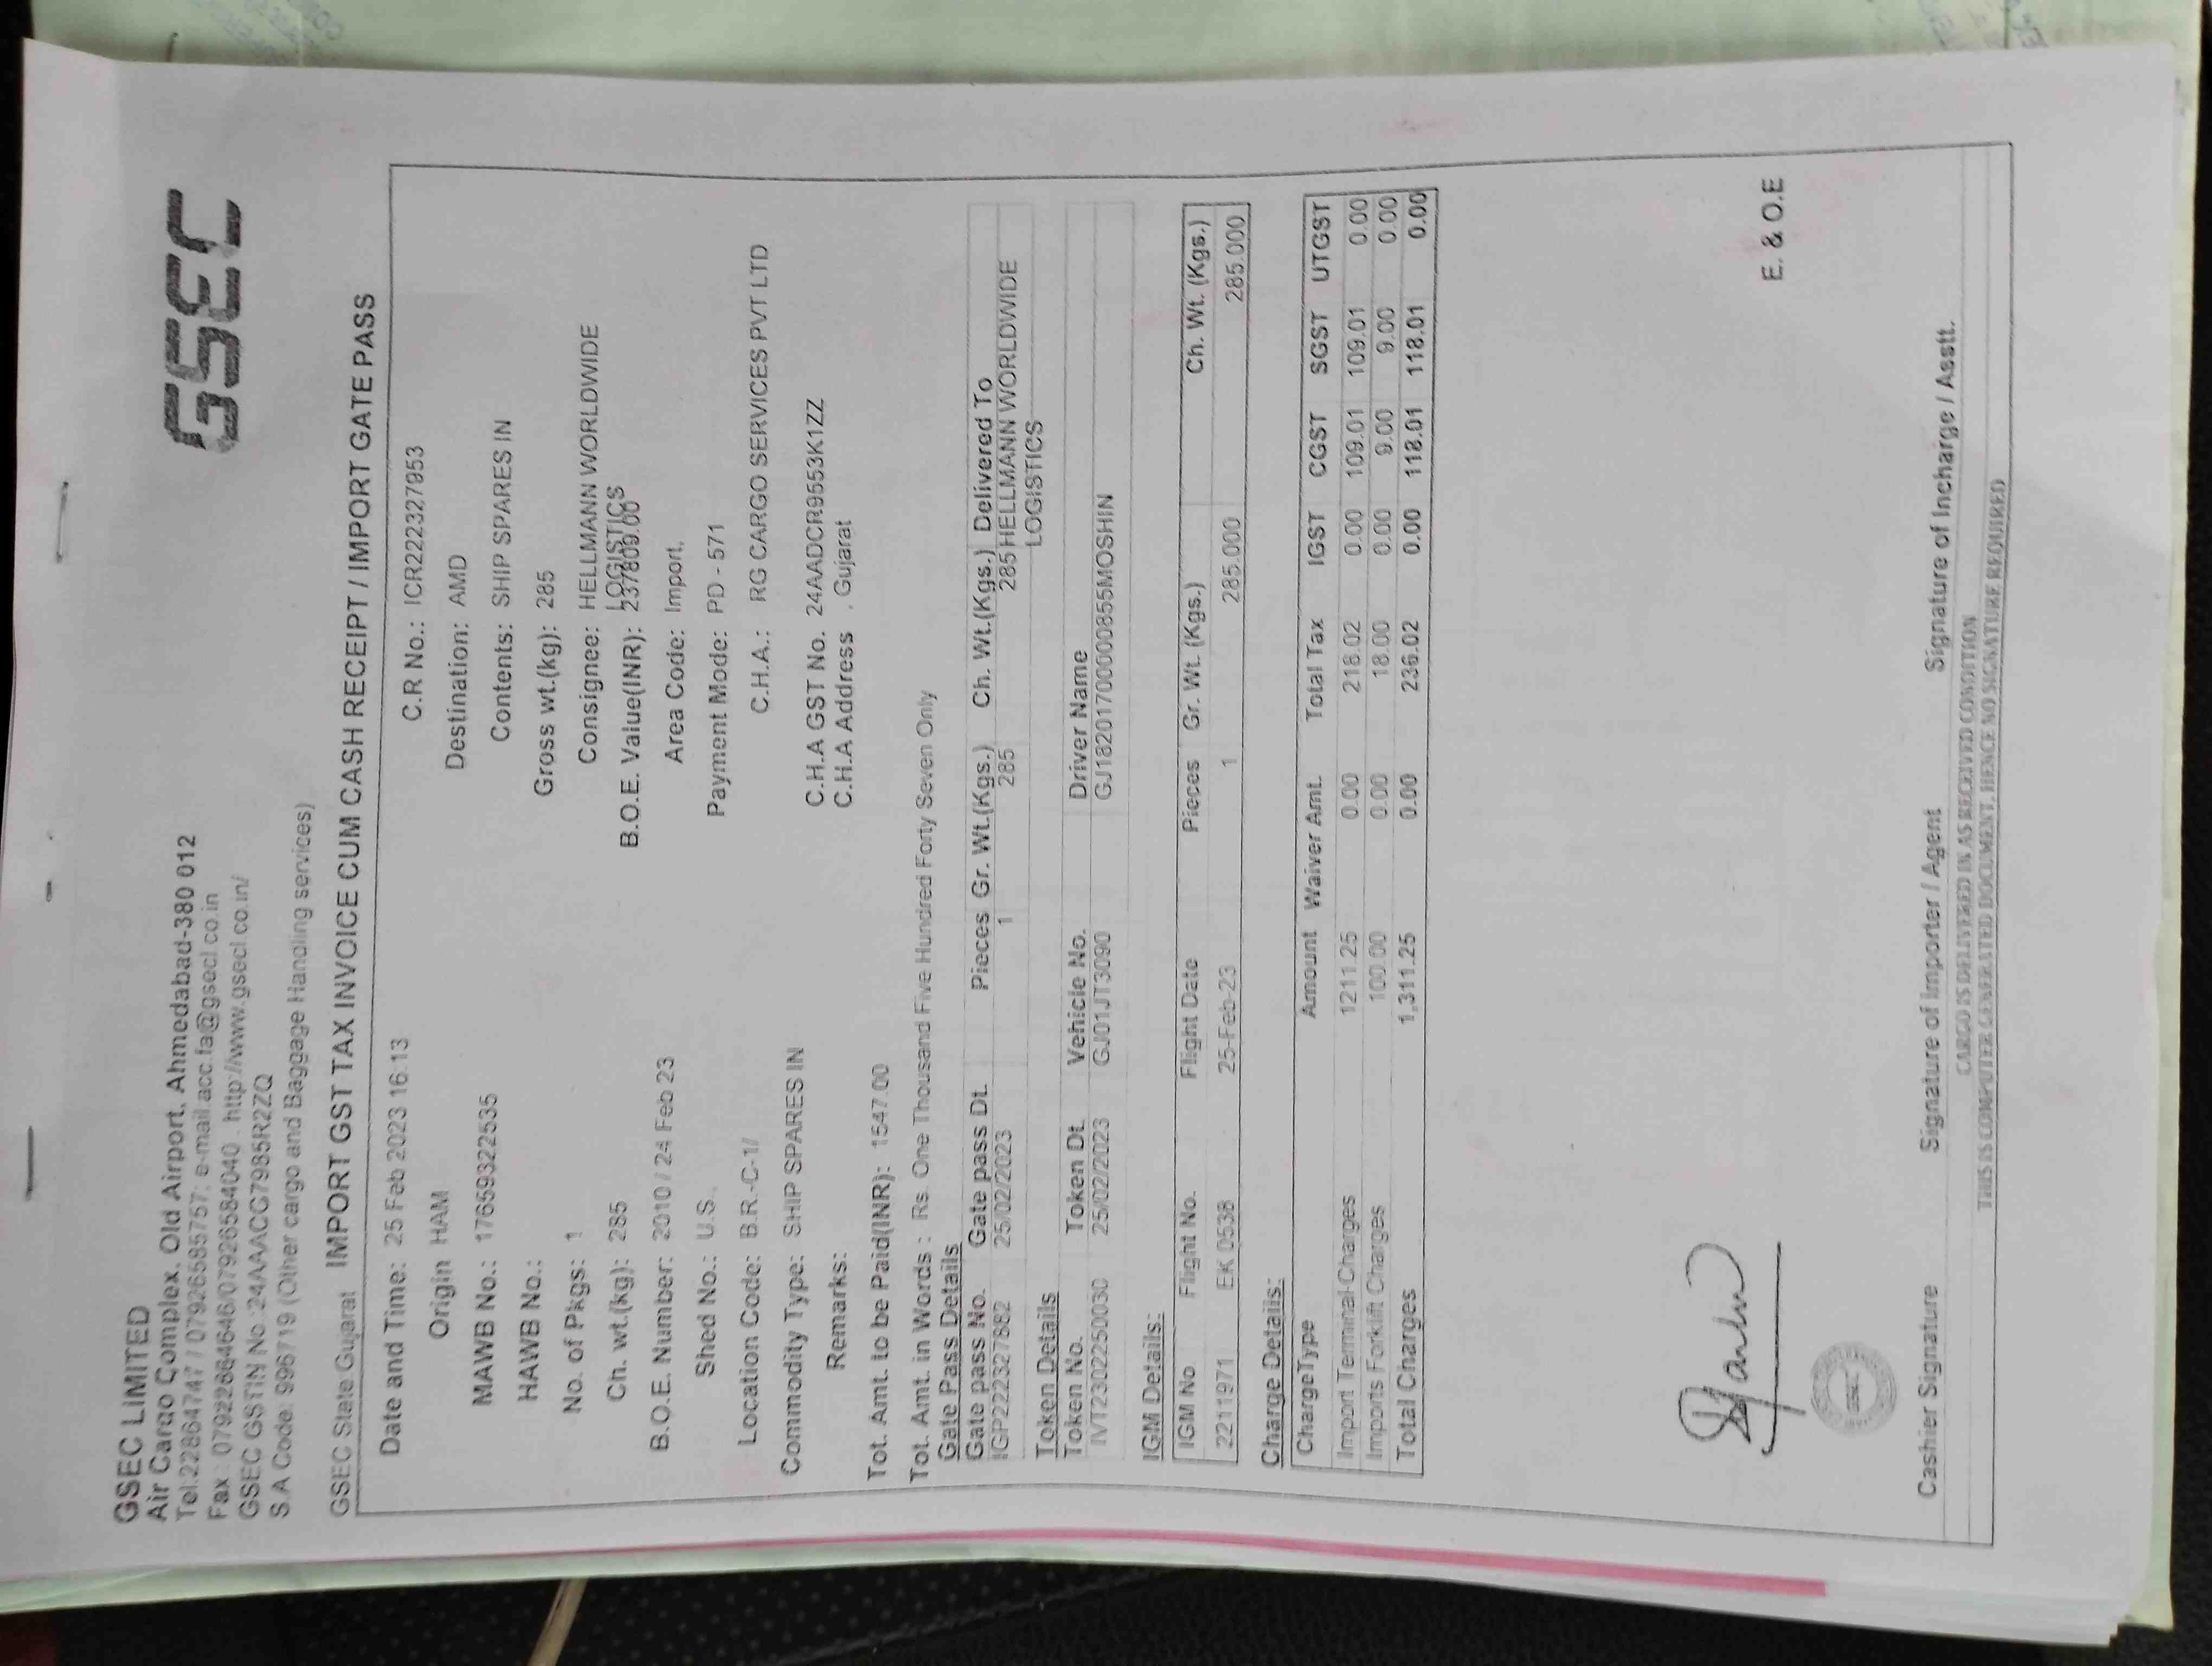 GSEC LIMITED
GSEC
Air Cargo Complex, Old Airport, Ahmedabad-380 012
Tel:22864747 / 07926585757; e-mail.acc.fa@gsecl.co.in
Fax : 07922864646/07926584040 . http://www.gsecl.co.in/
GSEC GSTIN No :24AAACG7985R2ZQ
S.A Code: 996719 (Other cargo and Baggage Handling services)
GSEC State Gujarat IMPORT GST TAX INVOICE CUM CASH RECEIPT / IMPORT GATE PASS
Date and Time: 25 Feb 2023 16:13 C.R No.: ICR222327953
Origin HAM Destination: AMD
MAWB No.: 17659322535 Contents: SHIP SPARES IN
HAWB No.: Gross wt.(kg): 285
No. of Pkgs: 1 Consignee: HELLMANN WORLDWIDE
LOGISTICS
Ch. wt.(kg): 285 B.O.E. Value(INR): 237809.00
B.O.E. Number: 2010 / 24 Feb 23 Area Code: Import,
Shed No.: U.S. Payment Mode: PD - 571
Location Code: B.R.-C-1/ C.H.A.: RG CARGO SERVICES PVT LTD
Commodity Type: SHIP SPARES IN C.H.A GST No. 24AADCR9553K1ZZ
Remarks: C.H.A Address , Gujarat
Tot. Amt. to be Paid(INR): 1547.00
Tot. Amt. in Words : Rs. One Thousand Five Hundred Forty Seven Only
Gate Pass Details
Gate pass No. Gate pass Dt. Pieces Gr. Wt.(Kgs.) Ch. Wt.(Kgs.) Delivered To
IGP222327882 25/02/2023 1 285 285 HELLMANN WORLDWIDE
LOGISTICS
Token Details
Token No. Token Dt. Vehicle No. Driver Name
IVT2302250030 25/02/2023 GJ01JT3090 GJ1820170000855MOSHIN
IGM Details:
IGM No Flight No. Flight Date Pieces Gr. Wt. (Kgs.) Ch. Wt. (Kgs.)
2211971 EK 0538 25-Feb-23 1 285.000 285.000
Charge Details:
ChargeType Amount Waiver Amt. Total Tax IGST CGST SGST UTGST
Import Terminal Charges 1211.25 0.00 218.02 0.00 109.01 109.01 0.00
Imports Forklift Charges 100.00 0.00 18.00 0.00 9.00 9.00 0.00
Total Charges 1,311.25 0.00 236.02 0.00 118.01 118.01 0.00
E. & O.E
GSEC
Cashier Signature Signature of Importer / Agent Signature of Incharge / Asstt.
CARGO IS DELIVERED IN AS RECEIVED CONDITION
THIS IS COMPUTER GENERATED DOCUMENT, HENCE NO SIGNATURE REQUIRED